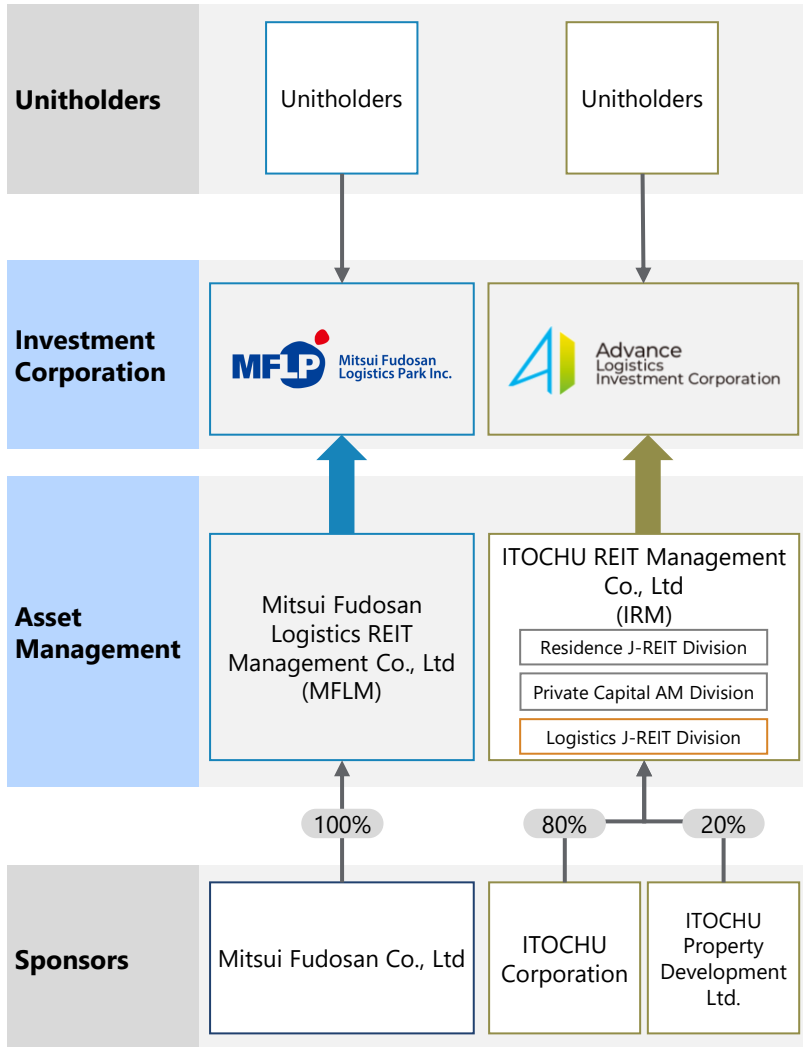 Unitholders
Unitholders
Unitholders
Investment
Corporation
MFLP
Mitsui Fudosan
Logistics Park Inc.
Advance
Logistics
Investment Corporation
Asset
Management
Mitsui Fudosan
Logistics REIT
Management Co., Ltd
(MFLM)
ITOCHU REIT Management
Co., Ltd
(IRM)
Residence J-REIT Division
Private Capital AM Division
Logistics J-REIT Division
100%
80%
20%
Sponsors
Mitsui Fudosan Co., Ltd
ITOCHU
Corporation
ITOCHU
Property
Development
Ltd.